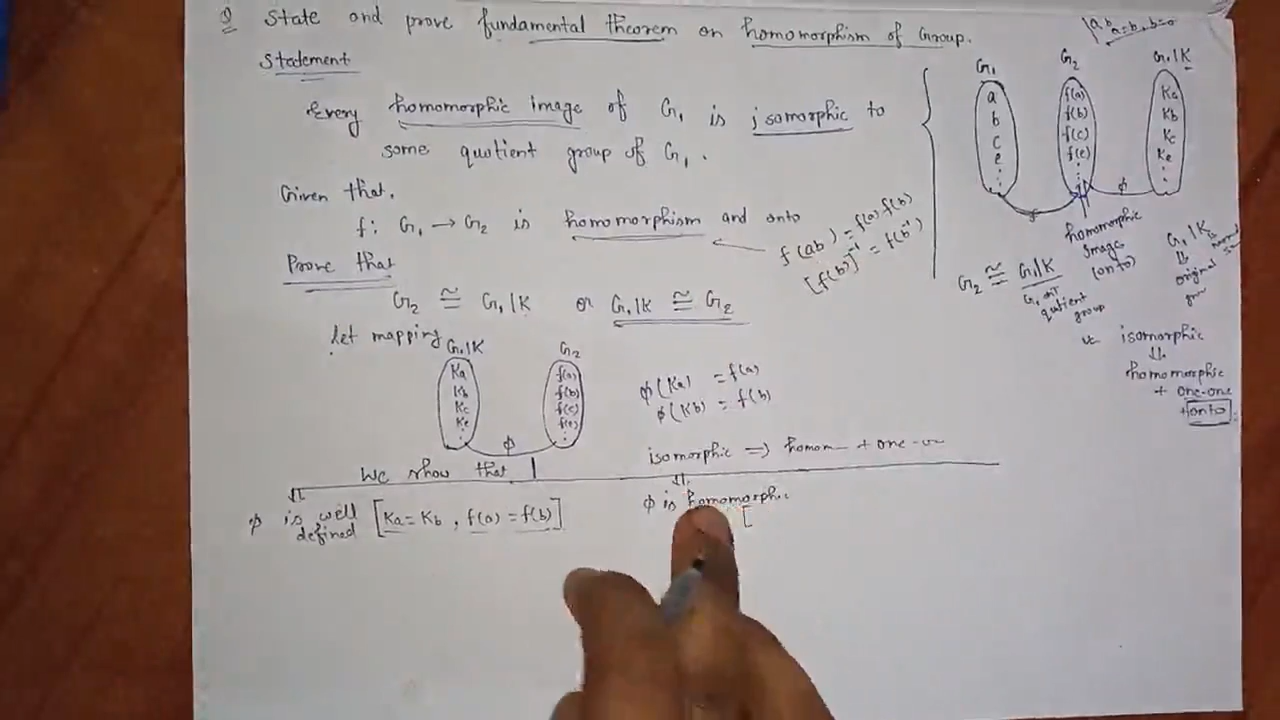 Q State and prove fundamental theorem on homomorphism of Group.
Statement
Every homomorphic image of G₁ is isomorphic to
some quotient group of G₁.
Given that.
f: G₁ → G₂ is homomorphism and onto
f(ab) = f(a) f(b)
[f(b)]⁻¹ = f(b⁻¹)
Prove that
G₂ ≅ G₁/K or G₁/K ≅ G₂
Let mapping
G₁/K G₂
Ka f(a)
Kb f(b)
Kc f(c)
Ke f(e)
ϕ
ϕ(Ka) = f(a)
ϕ(Kb) = f(b)
isomorphic ⇒ homom + one-o
We show that
ϕ is well defined [Ka = Kb, f(a) = f(b)]
ϕ is homomorphic
[
a=b, b=0
G₁ G₂ G₁/K
a f(a) Ka
b f(b) Kb
c f(c) Kc
e f(e) Ke
f ϕ
homomorphic
image
(onto)
G₂ ≅ G₁/K
quotient
group
G₁/K
original
isomorphic
⇓
homomorphic
+ one-one
+onto